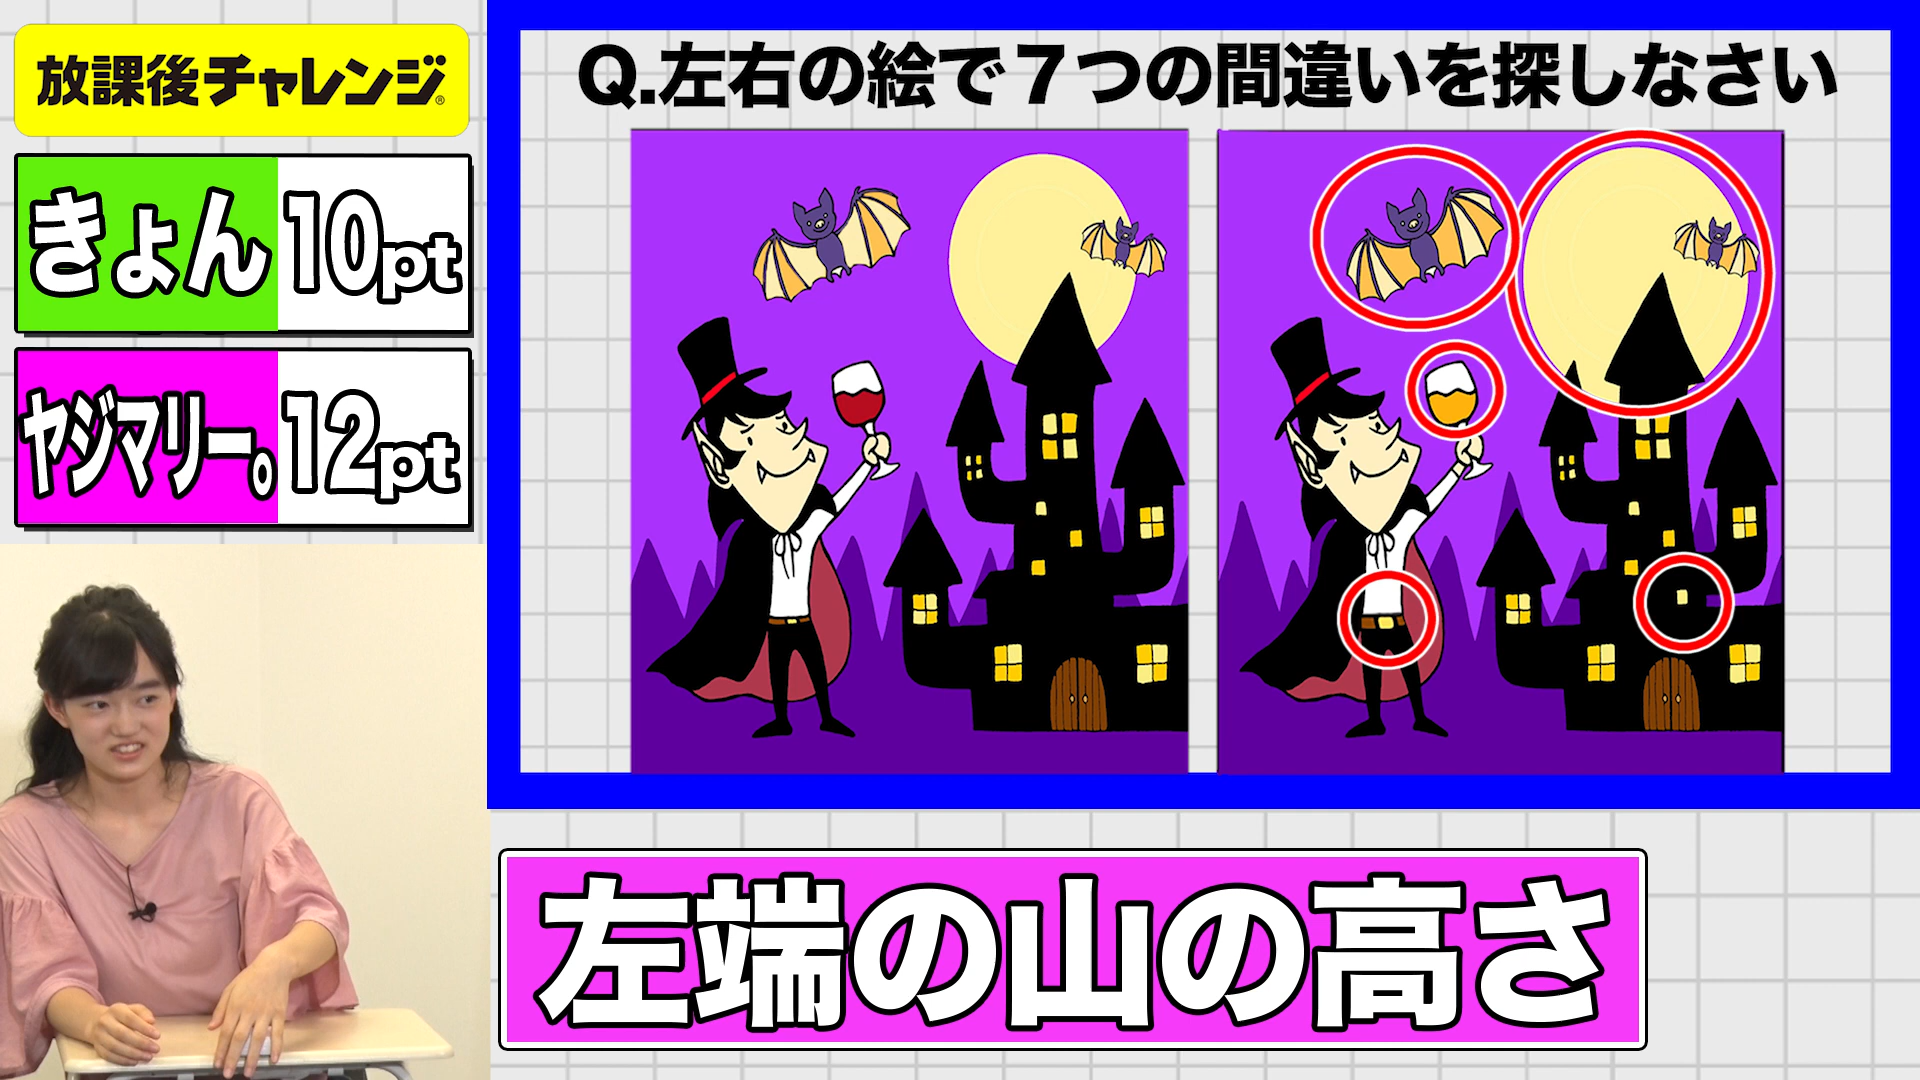 放課後チャレンジ®
きょん 10pt
ヤジマリー。 12pt
Q.左右の絵で７つの間違いを探しなさい
左端の山の高さ